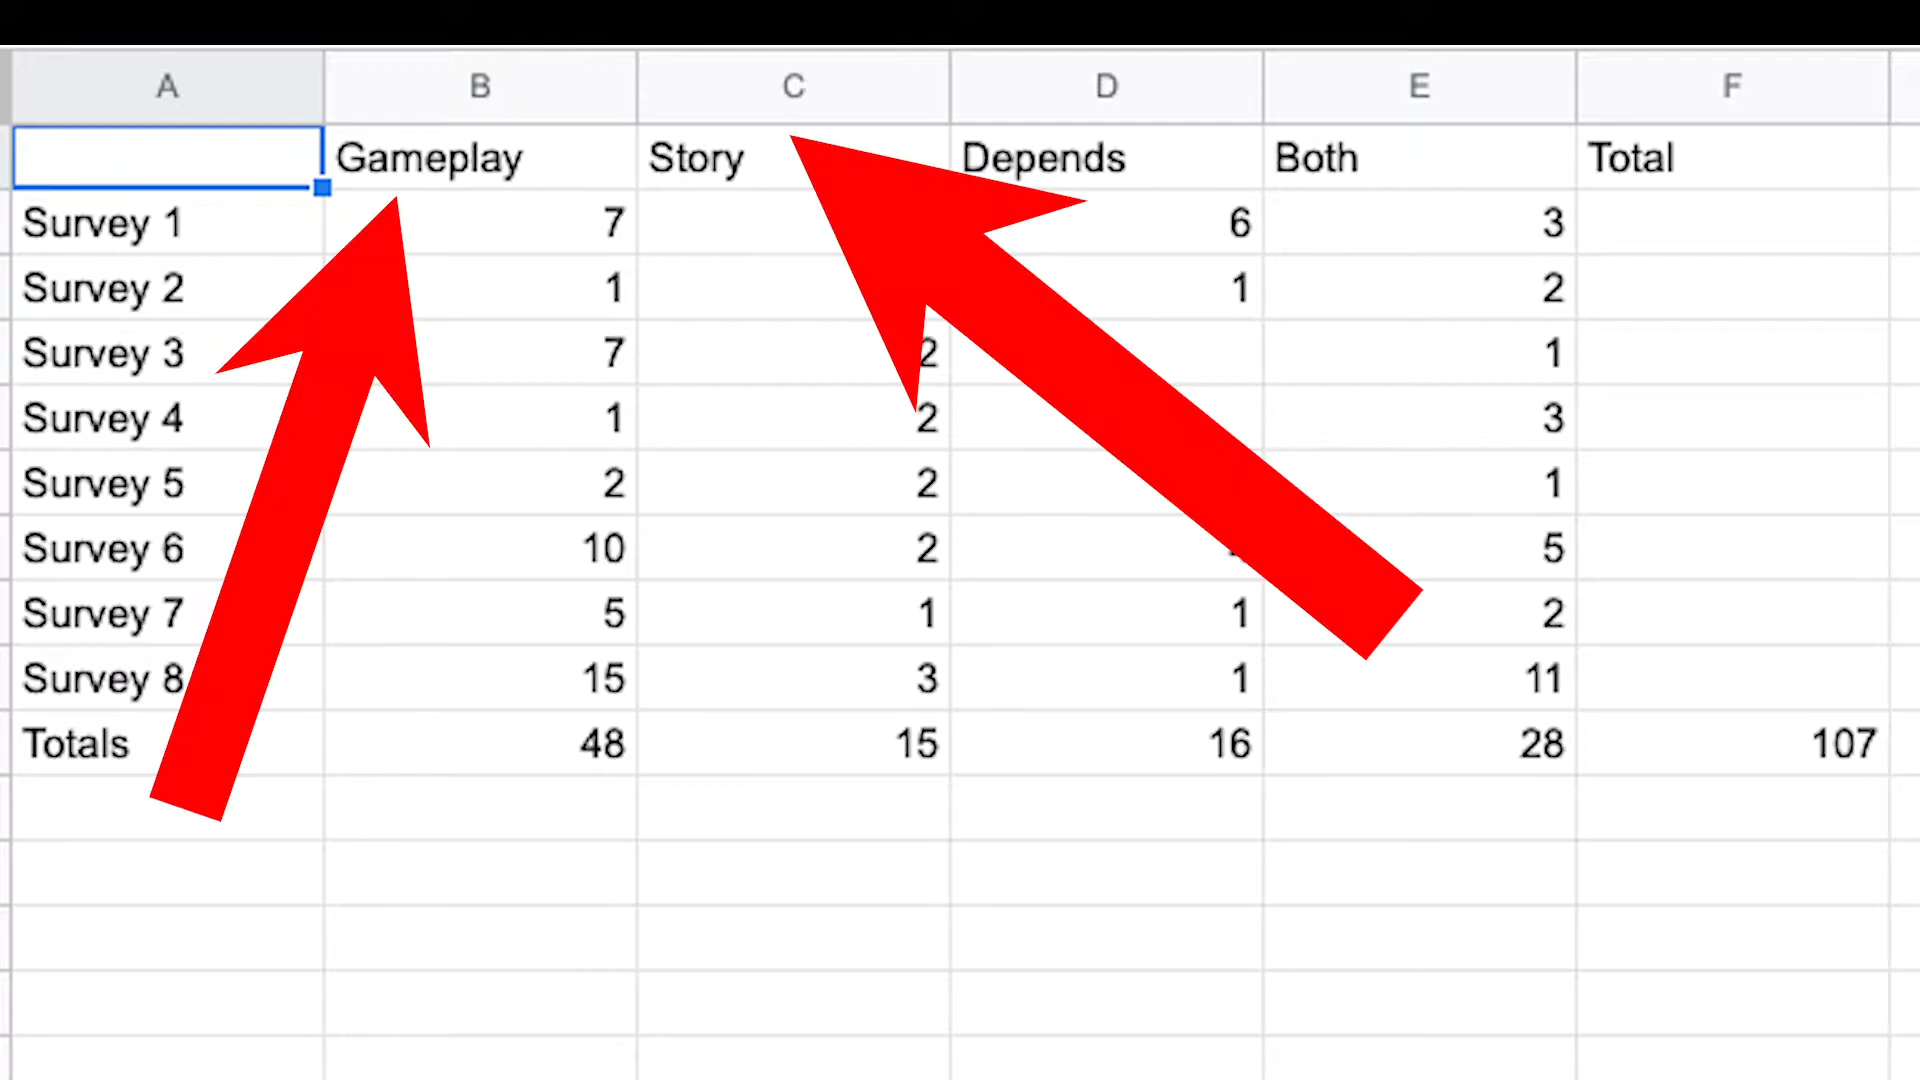 A B C D E F
Gameplay Story Depends Both Total
Survey 1 7 6 3
Survey 2 1 1 2
Survey 3 7 2 1
Survey 4 1 2 3
Survey 5 2 2 1
Survey 6 10 2 5
Survey 7 5 1 1 2
Survey 8 15 3 1 11
Totals 48 15 16 28 107